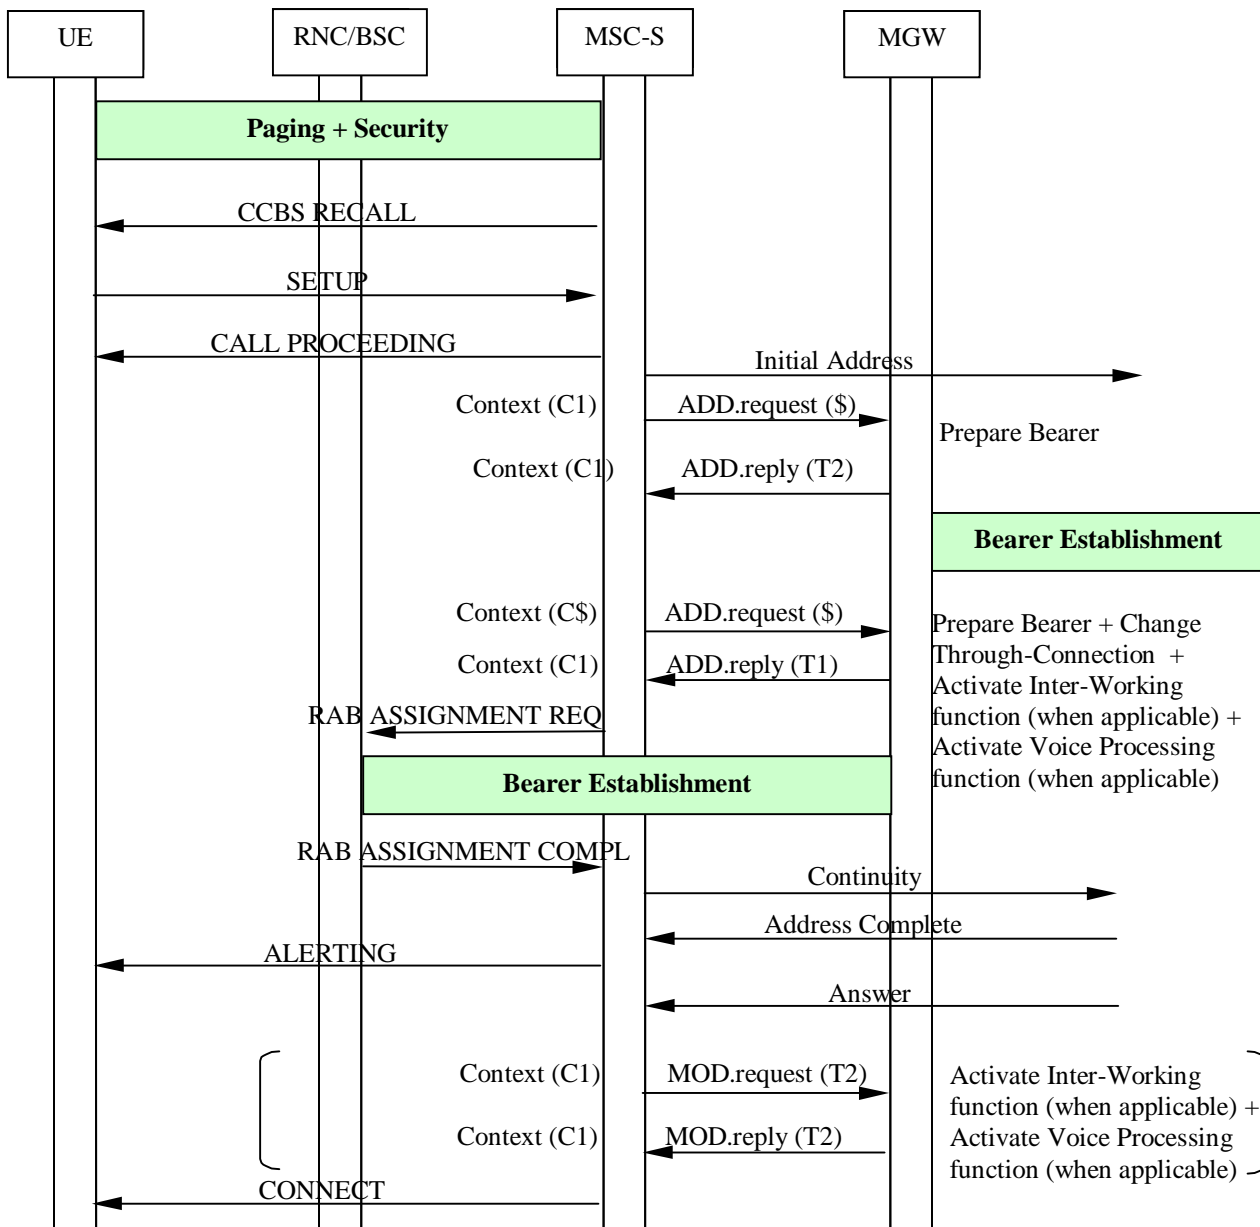 UE
RNC/BSC
MSC-S
MGW
Paging + Security
CCBS RECALL
SETUP
CALL PROCEEDING
Initial Address
Context (C1)
ADD.request ($)
Prepare Bearer
Context (C1)
ADD.reply (T2)
Bearer Establishment
Context (C$)
ADD.request ($)
Prepare Bearer + Change
Through-Connection +
Activate Inter-Working
function (when applicable) +
Activate Voice Processing
function (when applicable)
Context (C1)
ADD.reply (T1)
RAB ASSIGNMENT REQ
Bearer Establishment
RAB ASSIGNMENT COMPL
Continuity
Address Complete
ALERTING
Answer
Context (C1)
MOD.request (T2)
Activate Inter-Working
function (when applicable) +
Activate Voice Processing
function (when applicable)
Context (C1)
MOD.reply (T2)
CONNECT